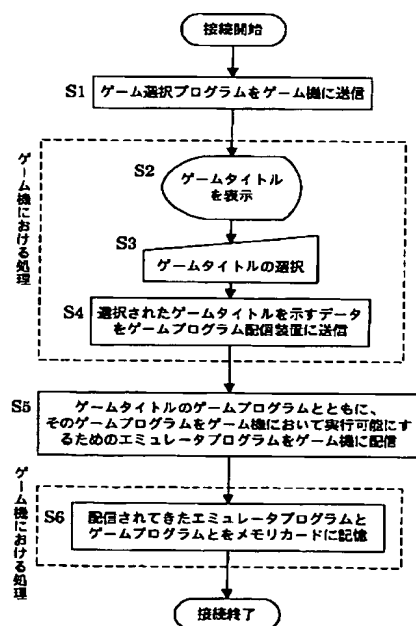 接続開始
S1
ゲーム選択プログラムをゲーム機に送信
ゲーム機における処理
S2
ゲームタイトル
を表示
S3
ゲームタイトルの選択
S4
選択されたゲームタイトルを示すデータ
をゲームプログラム配信装置に送信
S5
ゲームタイトルのゲームプログラムとともに、
そのゲームプログラムをゲーム機において実行可能にす
るためのエミュレータプログラムをゲーム機に配信
ゲーム機における処理
S6
配信されてきたエミュレータプログラムと
ゲームプログラムとをメモリカードに記憶
接続終了